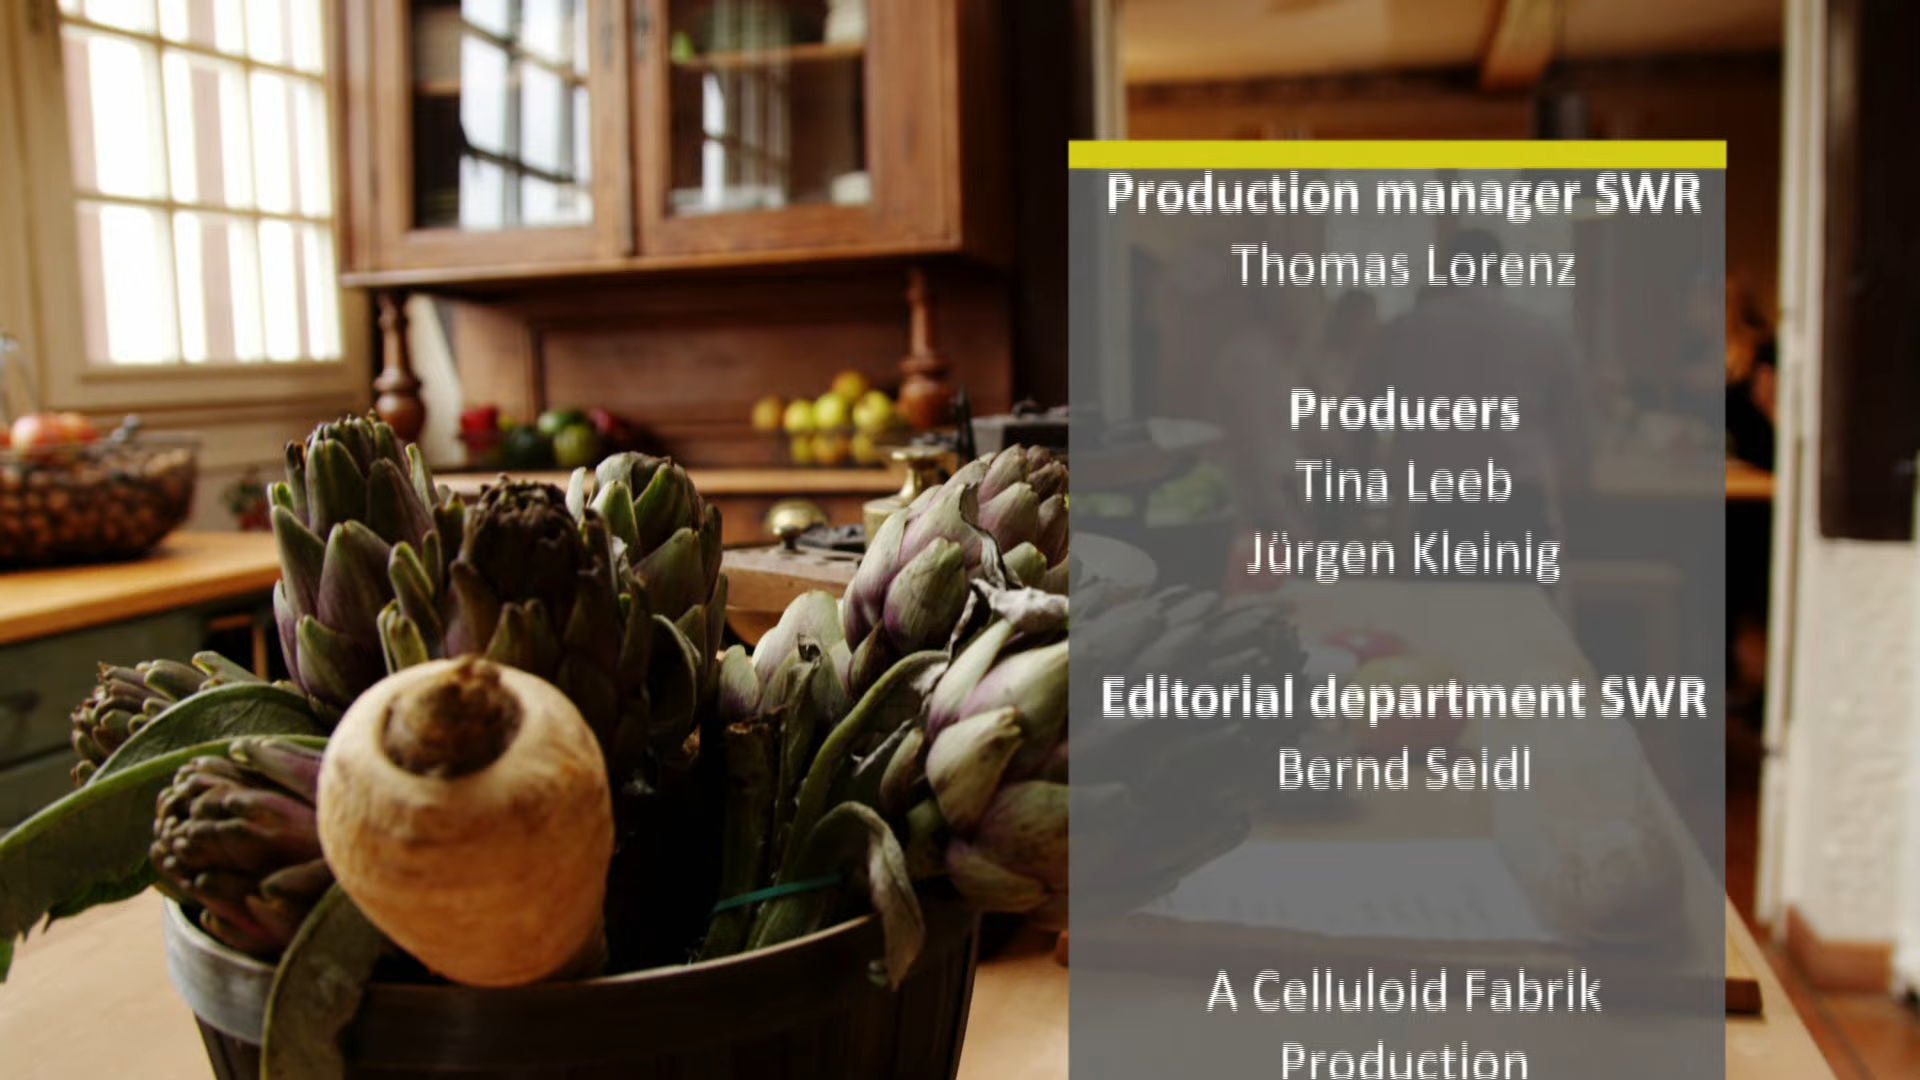 Production manager SWR
Thomas Lorenz
Producers
Tina Leeb
Jürgen Kleinig
Editorial department SWR
Bernd Seidl
A Celluloid Fabrik
Production